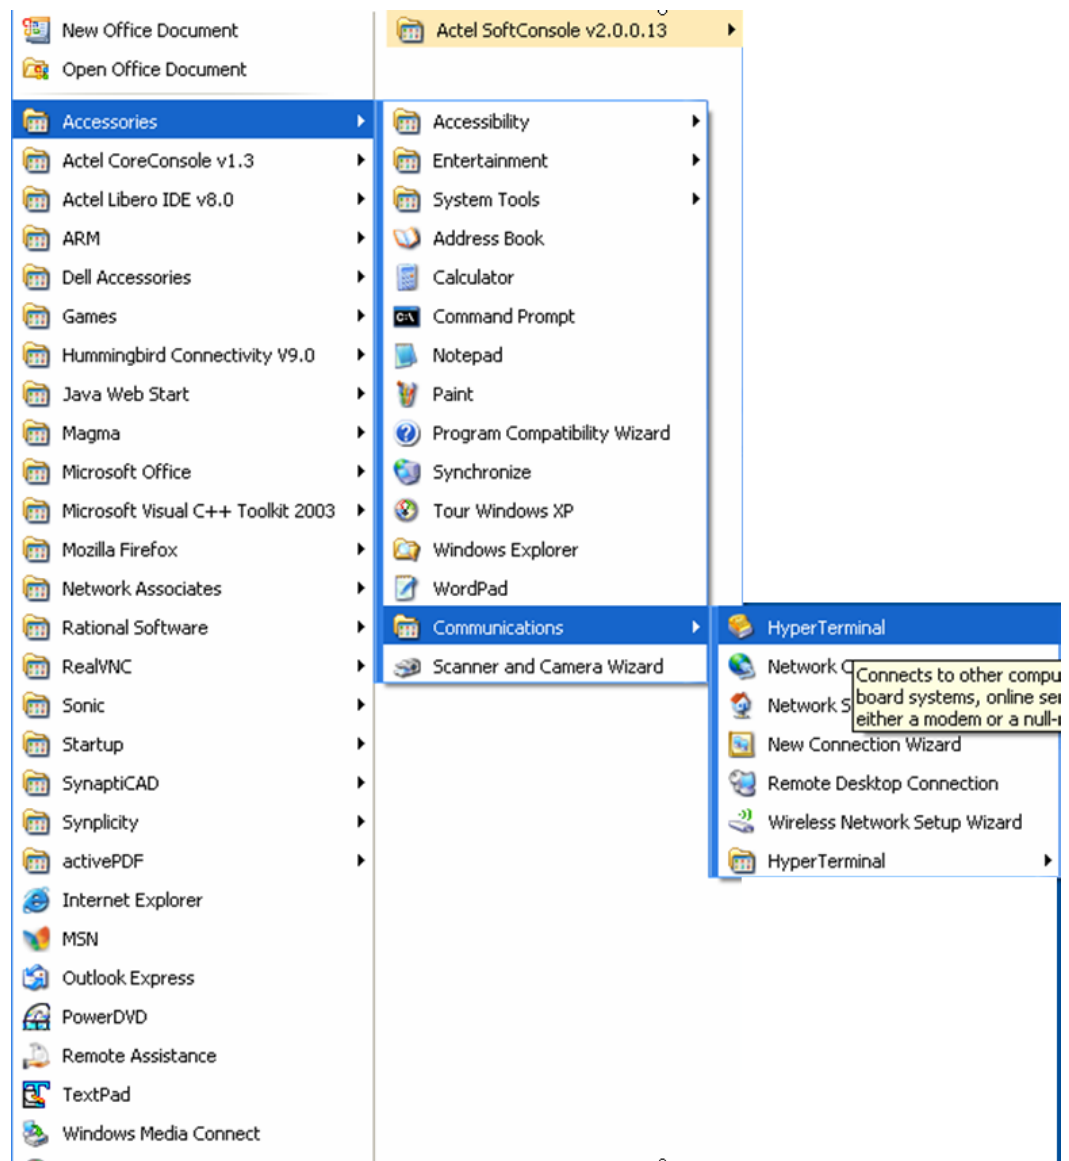 New Office Document
Open Office Document
Accessories
Actel CoreConsole v1.3
Actel Libero IDE v8.0
ARM
Dell Accessories
Games
Hummingbird Connectivity V9.0
Java Web Start
Magma
Microsoft Office
Microsoft Visual C++ Toolkit 2003
Mozilla Firefox
Network Associates
Rational Software
RealVNC
Sonic
Startup
SynaptiCAD
Synplicity
activePDF
Internet Explorer
MSN
Outlook Express
PowerDVD
Remote Assistance
TextPad
Windows Media Connect
Actel SoftConsole v2.0.0.13
Accessibility
Entertainment
System Tools
Address Book
Calculator
C:\
Command Prompt
Notepad
Paint
Program Compatibility Wizard
Synchronize
Tour Windows XP
Windows Explorer
WordPad
Communications
Scanner and Camera Wizard
HyperTerminal
Network C
Network S
New Connection Wizard
Remote Desktop Connection
Wireless Network Setup Wizard
HyperTerminal
Connects to other compu
board systems, online se
either a modem or a null-